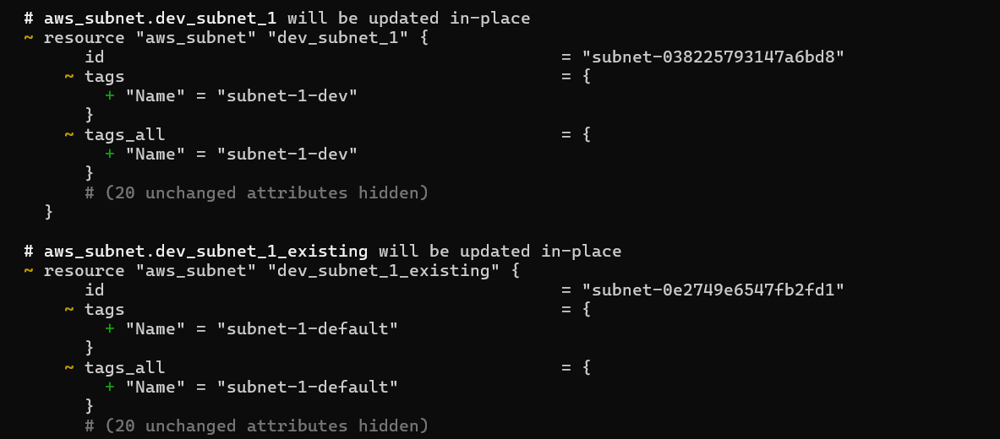 # aws_subnet.dev_subnet_1 will be updated in-place
~ resource "aws_subnet" "dev_subnet_1" {
id = "subnet-038225793147a6bd8"
~ tags = {
+ "Name" = "subnet-1-dev"
}
~ tags_all = {
+ "Name" = "subnet-1-dev"
}
# (20 unchanged attributes hidden)
}
# aws_subnet.dev_subnet_1_existing will be updated in-place
~ resource "aws_subnet" "dev_subnet_1_existing" {
id = "subnet-0e2749e6547fb2fd1"
~ tags = {
+ "Name" = "subnet-1-default"
}
~ tags_all = {
+ "Name" = "subnet-1-default"
}
# (20 unchanged attributes hidden)